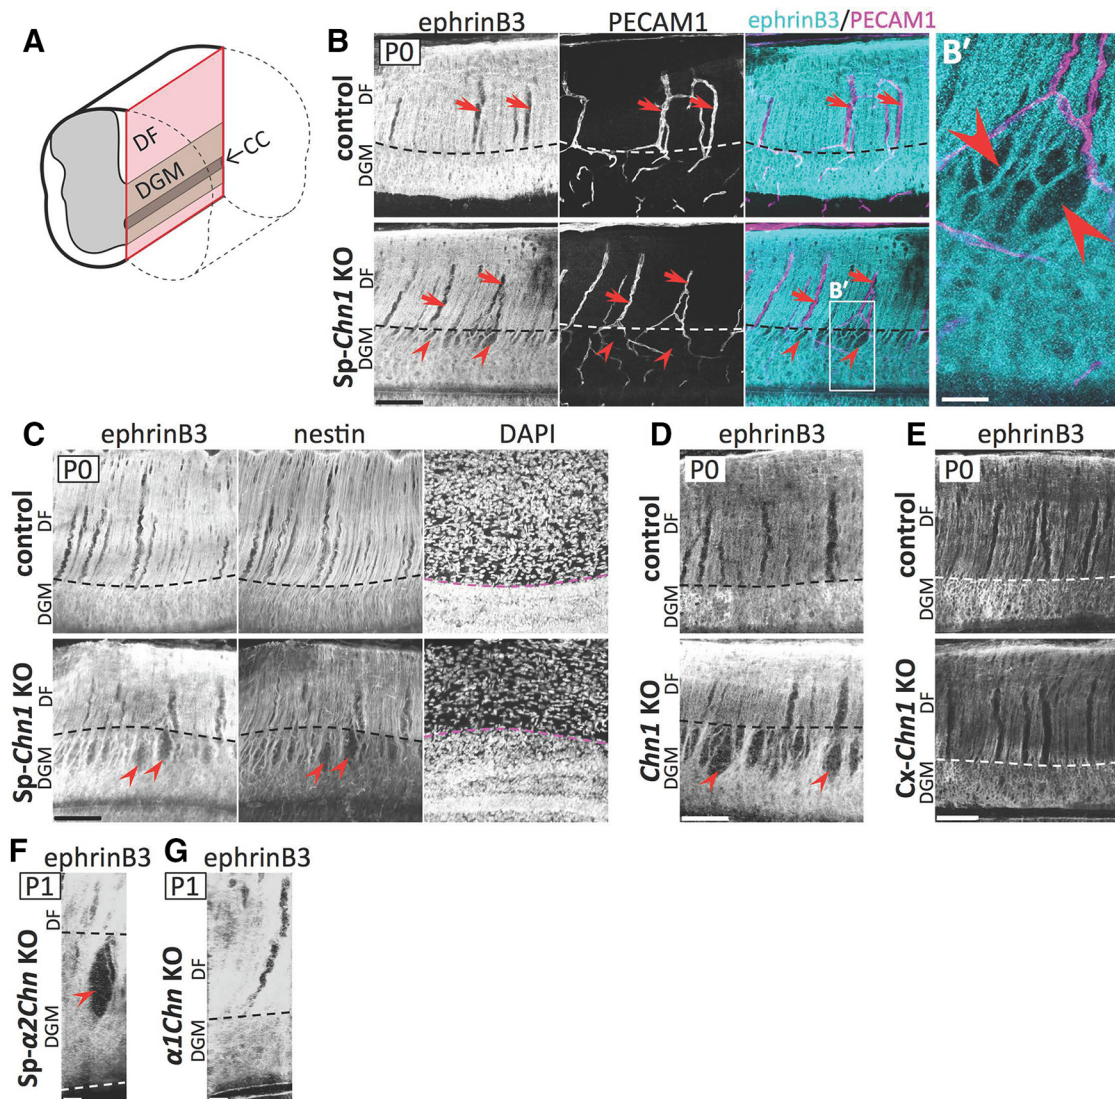 A
DF
DGM
CC
B
ephrinB3
PECAM1
ephrinB3/PECAM1
P0
control
DF
DGM
Sp-Chn1 KO
DF
DGM
B′
B′
C
ephrinB3
nestin
DAPI
P0
control
DF
DGM
Sp-Chn1 KO
DF
DGM
D
ephrinB3
P0
control
DF
DGM
Chn1 KO
DF
DGM
E
ephrinB3
P0
control
DF
DGM
Cx-Chn1 KO
DF
DGM
F
ephrinB3
P1
Sp-α2Chn KO
DF
DGM
G
ephrinB3
P1
α1Chn KO
DF
DGM